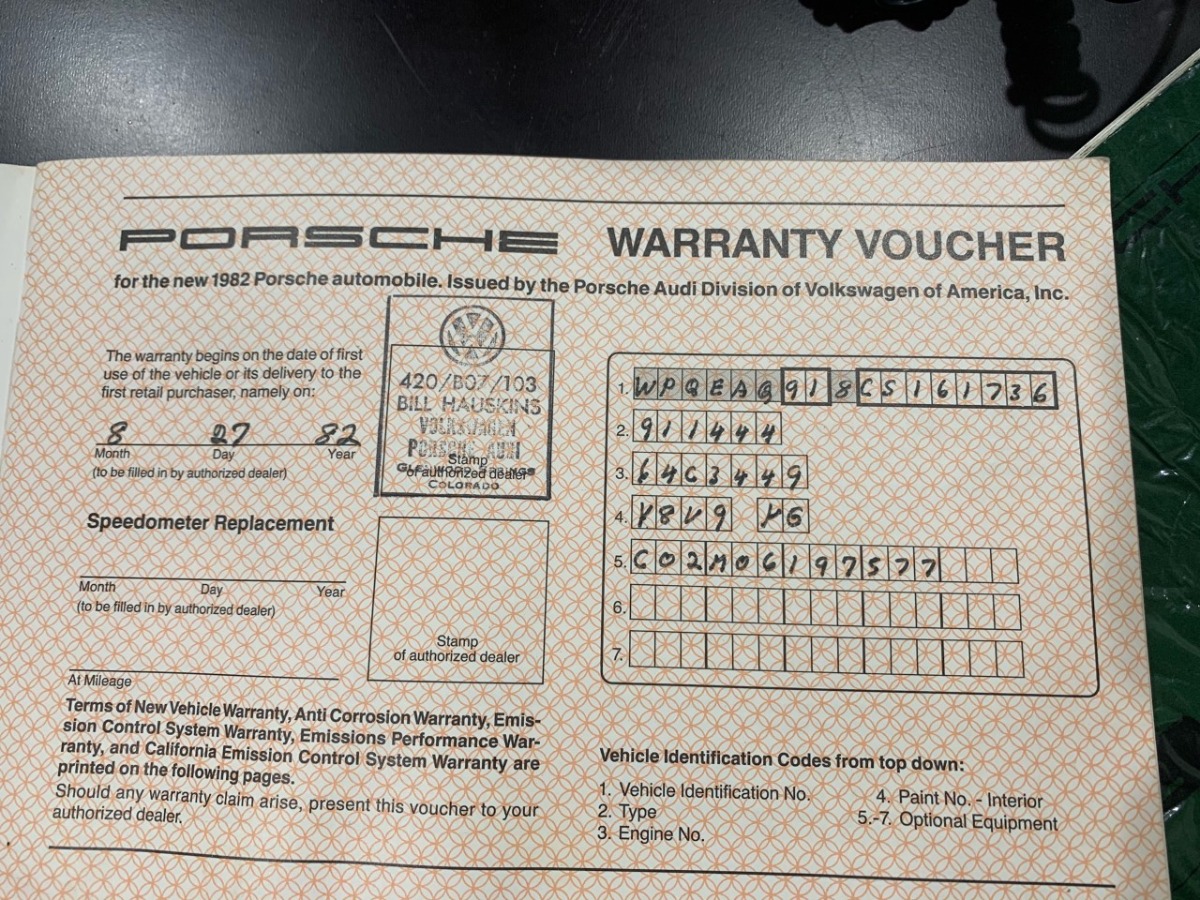 PORSCHE WARRANTY VOUCHER
for the new 1982 Porsche automobile. Issued by the Porsche Audi Division of Volkswagen of America, Inc.
The warranty begins on the date of first
use of the vehicle or its delivery to the
first retail purchaser, namely on:
8 27 82
Month Day Year
(to be filled in by authorized dealer)
420/B07/103
BILL HAUSKINS
VOLKSWAGEN
PORSCHE AUDI
Stamp
of authorized dealer
GLENWOOD SPRINGS
COLORADO
Speedometer Replacement
Month Day Year
(to be filled in by authorized dealer)
Stamp
of authorized dealer
At Mileage
Terms of New Vehicle Warranty, Anti Corrosion Warranty, Emis-
sion Control System Warranty, Emissions Performance War-
ranty, and California Emission Control System Warranty are
printed on the following pages.
Should any warranty claim arise, present this voucher to your
authorized dealer.
1. WPQEAQ918CS161736
2. 911444
3. 64C3449
4.
5. C02M06197577
6.
7.
Vehicle Identification Codes from top down:
1. Vehicle Identification No.
2. Type
3. Engine No.
4. Paint No. - Interior
5.-7. Optional Equipment